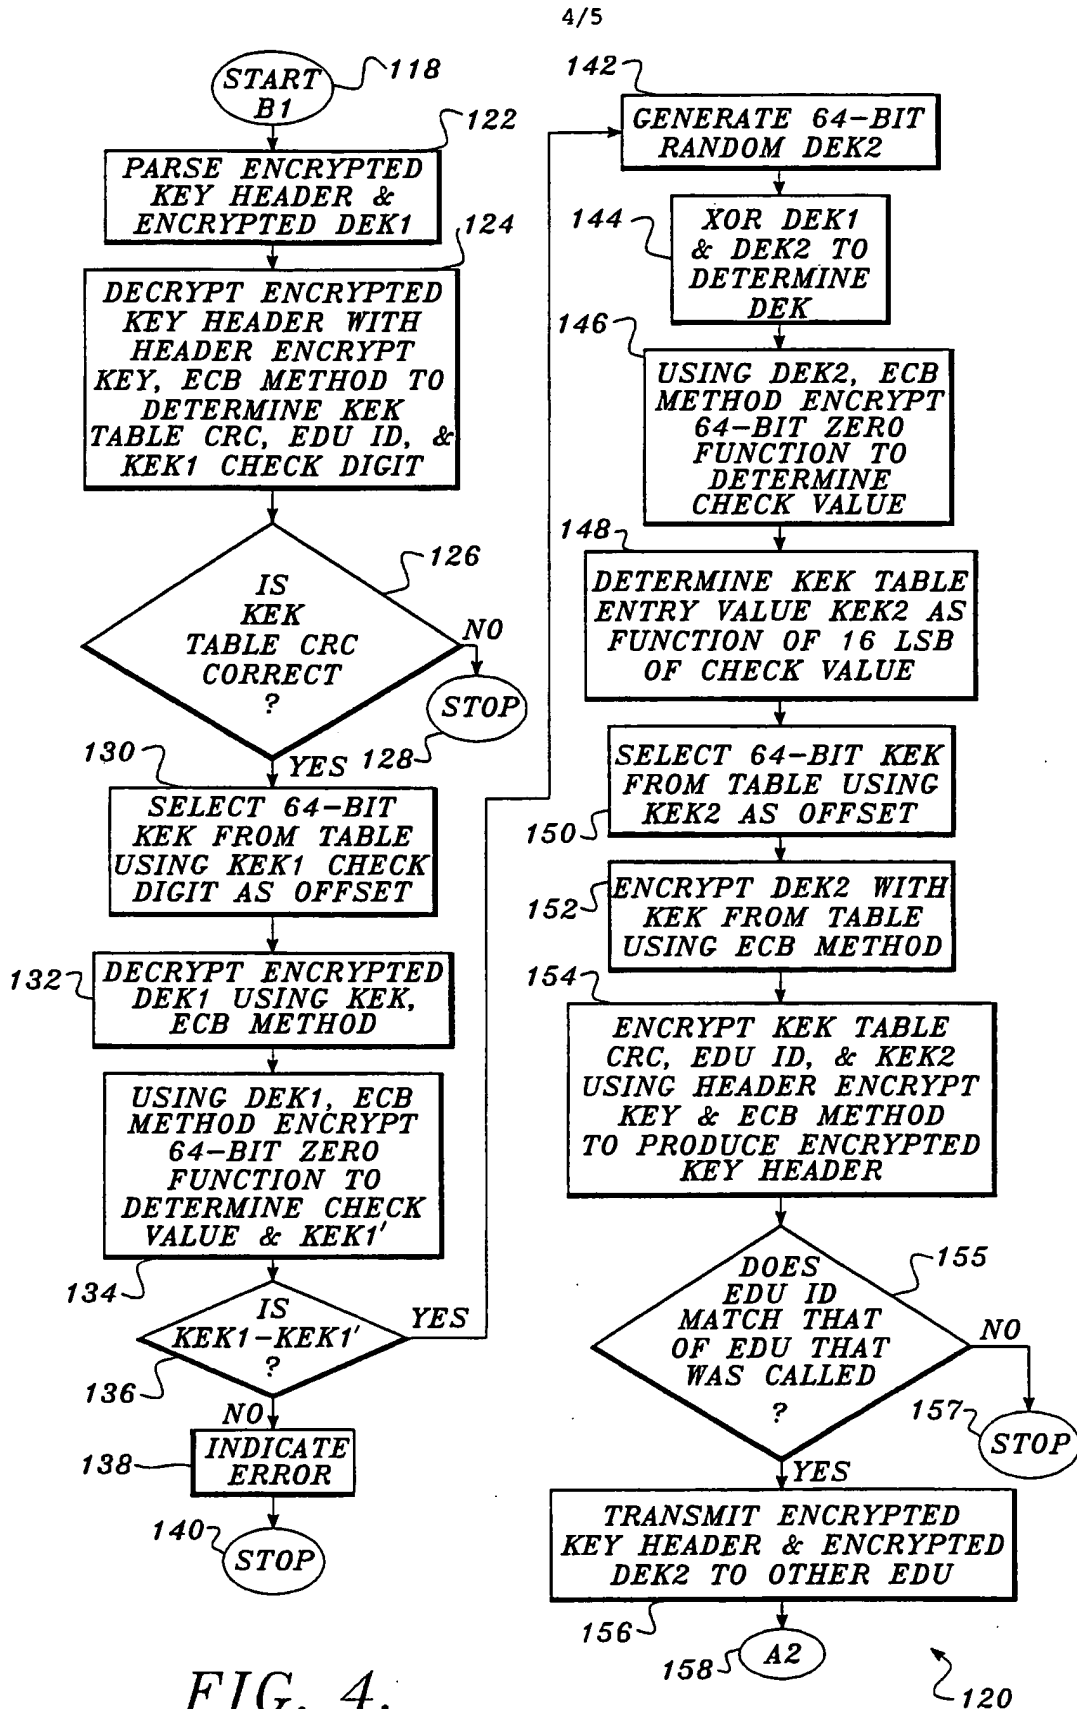 4/5
START
B1
118
122
PARSE ENCRYPTED
KEY HEADER &
ENCRYPTED DEK1
124
DECRYPT ENCRYPTED
KEY HEADER WITH
HEADER ENCRYPT
KEY, ECB METHOD TO
DETERMINE KEK
TABLE CRC, EDU ID, &
KEK1 CHECK DIGIT
126
IS
KEK
TABLE CRC
CORRECT
?
NO
STOP
128
YES
130
SELECT 64-BIT
KEK FROM TABLE
USING KEK1 CHECK
DIGIT AS OFFSET
132
DECRYPT ENCRYPTED
DEK1 USING KEK,
ECB METHOD
USING DEK1, ECB
METHOD ENCRYPT
64-BIT ZERO
FUNCTION TO
DETERMINE CHECK
VALUE & KEK1'
134
IS
KEK1-KEK1'
?
YES
136
NO
138
INDICATE
ERROR
140
STOP
142
GENERATE 64-BIT
RANDOM DEK2
144
XOR DEK1
& DEK2 TO
DETERMINE
DEK
146
USING DEK2, ECB
METHOD ENCRYPT
64-BIT ZERO
FUNCTION TO
DETERMINE
CHECK VALUE
148
DETERMINE KEK TABLE
ENTRY VALUE KEK2 AS
FUNCTION OF 16 LSB
OF CHECK VALUE
SELECT 64-BIT KEK
FROM TABLE USING
KEK2 AS OFFSET
150
152
ENCRYPT DEK2 WITH
KEK FROM TABLE
USING ECB METHOD
154
ENCRYPT KEK TABLE
CRC, EDU ID, & KEK2
USING HEADER ENCRYPT
KEY & ECB METHOD
TO PRODUCE ENCRYPTED
KEY HEADER
155
DOES
EDU ID
MATCH THAT
OF EDU THAT
WAS CALLED
?
NO
157
STOP
YES
TRANSMIT ENCRYPTED
KEY HEADER & ENCRYPTED
DEK2 TO OTHER EDU
156
158
A2
120
FIG. 4.